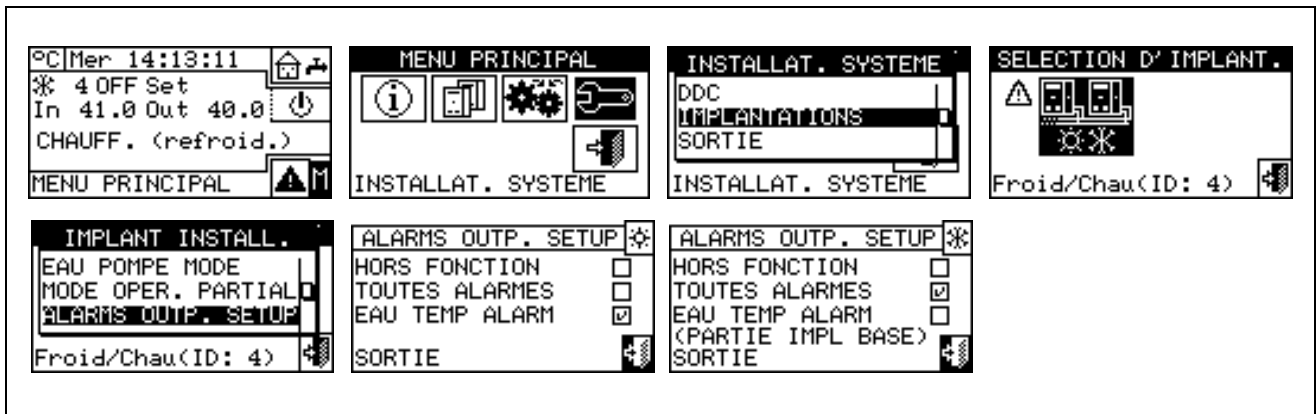 °C Mer 14:13:11
4 OFF Set
In 41.0 Out 40.0
CHAUFF. (refroid.)
MENU PRINCIPAL M
MENU PRINCIPAL
INSTALLAT. SYSTEME
INSTALLAT. SYSTEME
DDC
IMPLANTATIONS
SORTIE
INSTALLAT. SYSTEME
SELECTION D'IMPLANT.
Froid/Chau(ID: 4)
IMPLANT INSTALL.
EAU POMPE MODE
MODE OPER. PARTIAL
ALARMS OUTP. SETUP
Froid/Chau(ID: 4)
ALARMS OUTP. SETUP
HORS FONCTION
TOUTES ALARMES
EAU TEMP ALARM
SORTIE
ALARMS OUTP. SETUP
HORS FONCTION
TOUTES ALARMES
EAU TEMP ALARM
(PARTIE IMPL BASE)
SORTIE